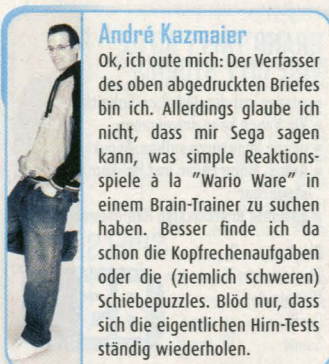 André Kazmaier
Ok, ich oute mich: Der Verfasser
des oben abgedruckten Briefes
bin ich. Allerdings glaube ich
nicht, dass mir Sega sagen
kann, was simple Reaktions-
spiele à la "Wario Ware" in
einem Brain-Trainer zu suchen
haben. Besser finde ich da
schon die Kopfrechenaufgaben
oder die (ziemlich schweren)
Schiebepuzzles. Blöd nur, dass
sich die eigentlichen Hirn-Tests
ständig wiederholen.